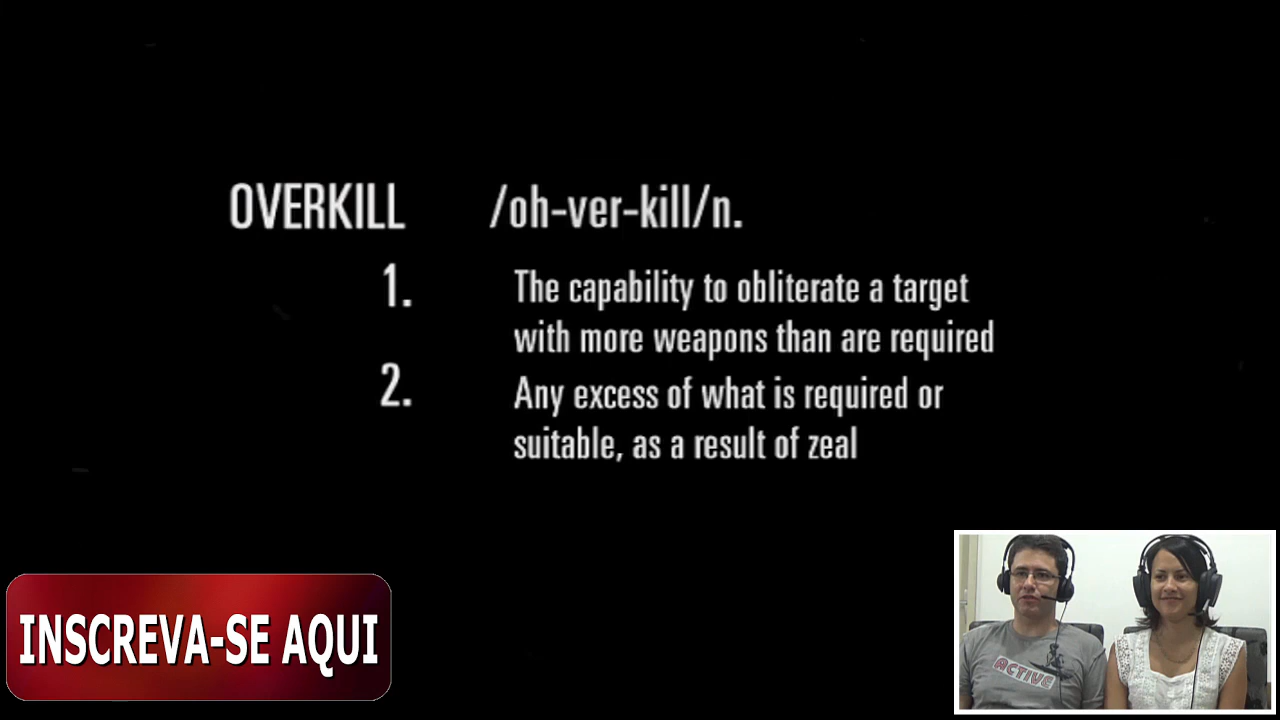 OVERKILL /oh-ver-kill/n.
1. The capability to obliterate a target
with more weapons than are required
2. Any excess of what is required or
suitable, as a result of zeal
INSCREVA-SE AQUI
ACTIVE